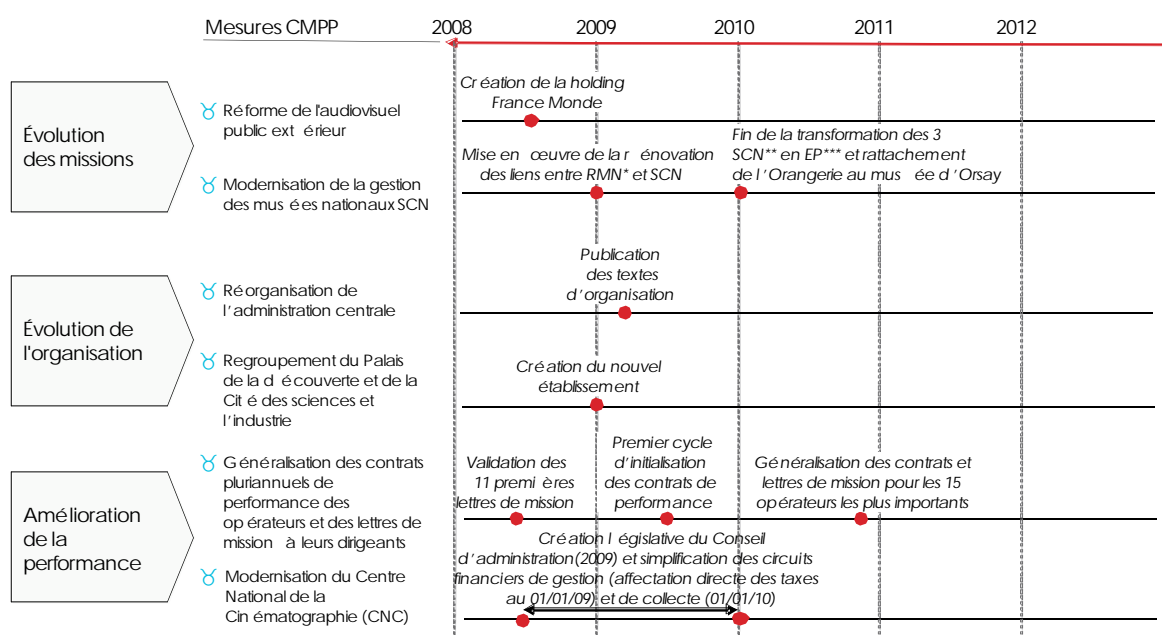 Mesures CMPP
2008
2009
2010
2011
2012
Évolution
des missions
Réforme de l'audiovisuel
public extérieur
Création de la holding
France Monde
Modernisation de la gestion
des musées nationaux SCN
Mise en œuvre de la rénovation
des liens entre RMN* et SCN
Fin de la transformation des 3
SCN** en EP*** et rattachement
de l'Orangerie au musée d'Orsay
Évolution de
l'organisation
Réorganisation de
l'administration centrale
Publication
des textes
d'organisation
Regroupement du Palais
de la découverte et de la
Cité des sciences et
l'industrie
Création du nouvel
établissement
Amélioration
de la
performance
Généralisation des contrats
pluriannuels de
performance des
opérateurs et des lettres de
mission à leurs dirigeants
Validation des
11 premières
lettres de mission
Premier cycle
d'initialisation
des contrats de
performance
Généralisation des contrats et
lettres de mission pour les 15
opérateurs les plus importants
Modernisation du Centre
National de la
Cinématographie (CNC)
Création législative du Conseil
d'administration(2009) et simplification des circuits
financiers de gestion (affectation directe des taxes
au 01/01/09) et de collecte (01/01/10)